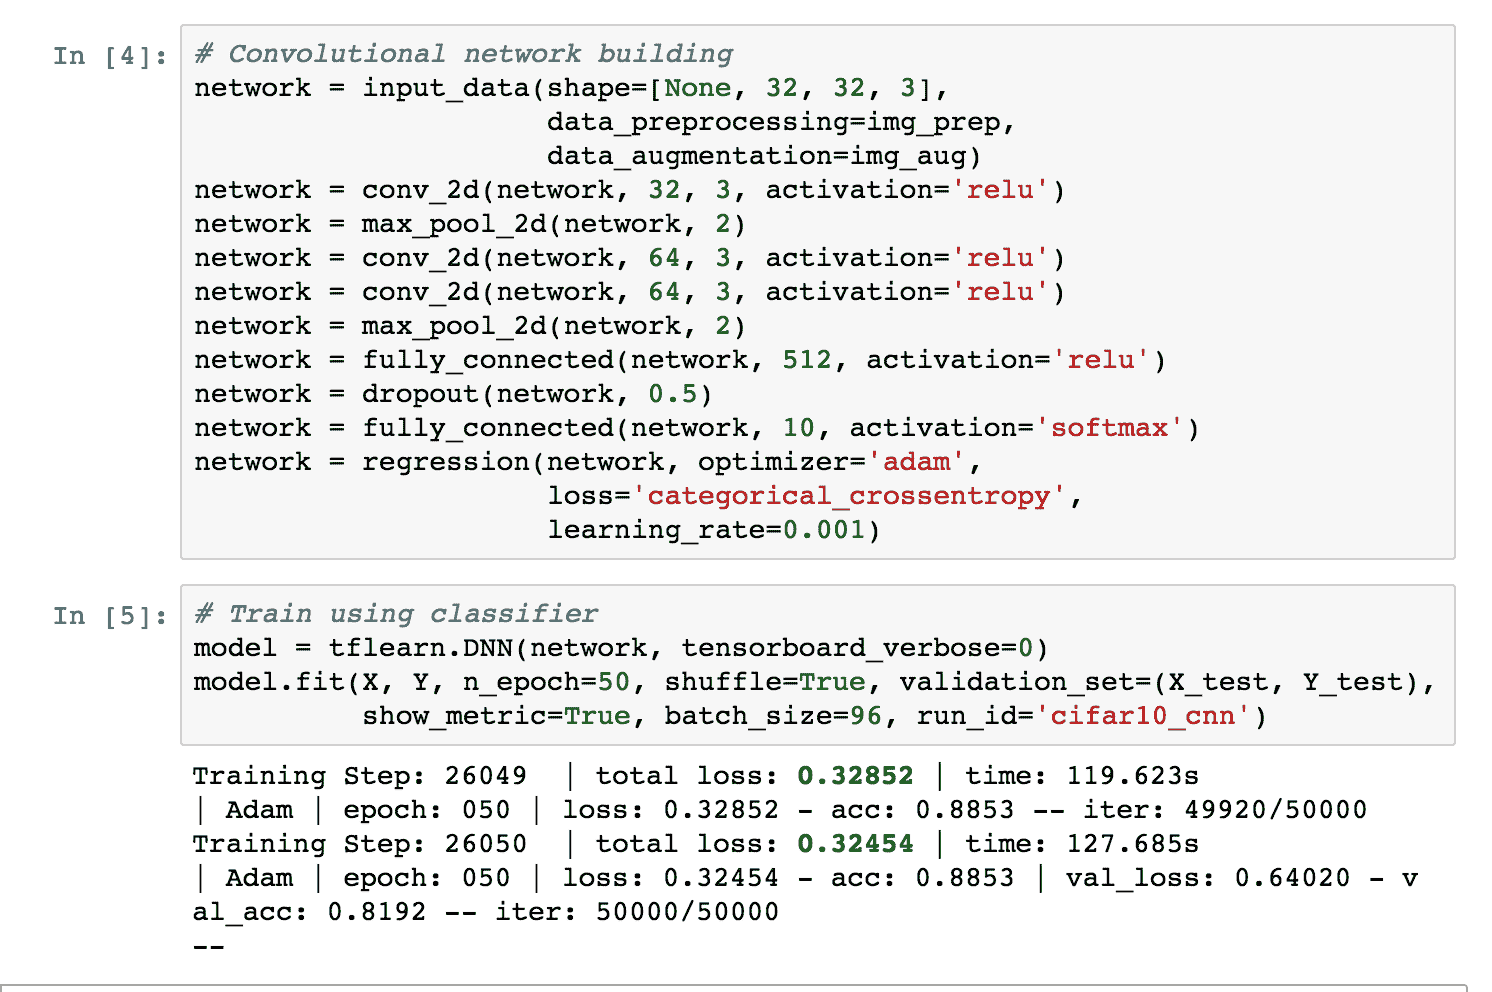 In [4]:
# Convolutional network building
network = input_data(shape=[None, 32, 32, 3],
                     data_preprocessing=img_prep,
                     data_augmentation=img_aug)
network = conv_2d(network, 32, 3, activation='relu')
network = max_pool_2d(network, 2)
network = conv_2d(network, 64, 3, activation='relu')
network = conv_2d(network, 64, 3, activation='relu')
network = max_pool_2d(network, 2)
network = fully_connected(network, 512, activation='relu')
network = dropout(network, 0.5)
network = fully_connected(network, 10, activation='softmax')
network = regression(network, optimizer='adam',
                     loss='categorical_crossentropy',
                     learning_rate=0.001)
In [5]:
# Train using classifier
model = tflearn.DNN(network, tensorboard_verbose=0)
model.fit(X, Y, n_epoch=50, shuffle=True, validation_set=(X_test, Y_test),
          show_metric=True, batch_size=96, run_id='cifar10_cnn')
Training Step: 26049  | total loss: 0.32852 | time: 119.623s
| Adam | epoch: 050 | loss: 0.32852 - acc: 0.8853 -- iter: 49920/50000
Training Step: 26050  | total loss: 0.32454 | time: 127.685s
| Adam | epoch: 050 | loss: 0.32454 - acc: 0.8853 | val_loss: 0.64020 - v
al_acc: 0.8192 -- iter: 50000/50000
--